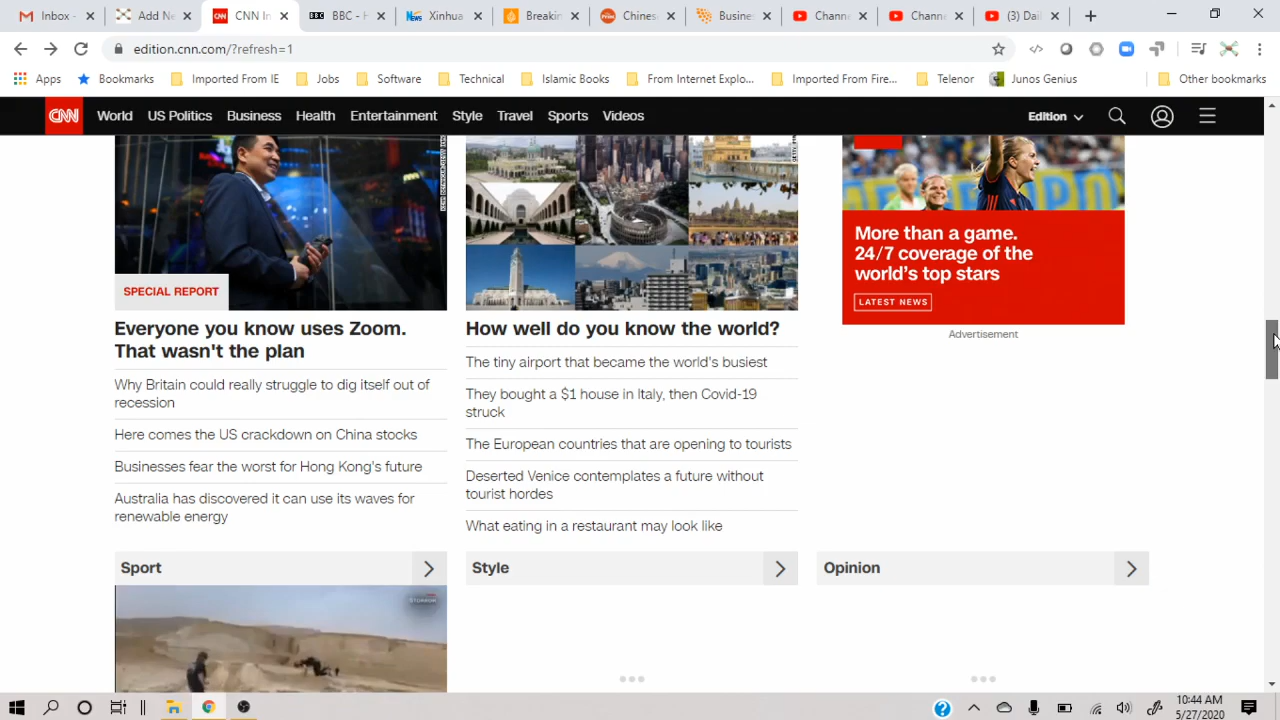 Inbox -
Add Ne
CNN In
BBC - H
Xinhua
Breakin
Chines
Busine
Chann
Chann
(3) Dai
edition.cnn.com/?refresh=1
Apps
Bookmarks
Imported From IE
Jobs
Software
Technical
Islamic Books
From Internet Explo...
Imported From Fire...
Telenor
Junos Genius
Other bookmarks
CNN
World
US Politics
Business
Health
Entertainment
Style
Travel
Sports
Videos
Edition
SPECIAL REPORT
Everyone you know uses Zoom.
That wasn't the plan
Why Britain could really struggle to dig itself out of
recession
Here comes the US crackdown on China stocks
Businesses fear the worst for Hong Kong's future
Australia has discovered it can use its waves for
renewable energy
How well do you know the world?
The tiny airport that became the world's busiest
They bought a $1 house in Italy, then Covid-19
struck
The European countries that are opening to tourists
Deserted Venice contemplates a future without
tourist hordes
What eating in a restaurant may look like
More than a game.
24/7 coverage of the
world's top stars
LATEST NEWS
Advertisement
Sport
Style
Opinion
10:44 AM
5/27/2020